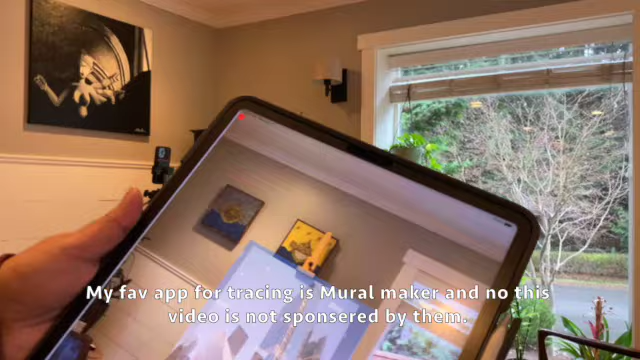 My fav app for tracing is Mural maker and no this
video is not sponsered by them.